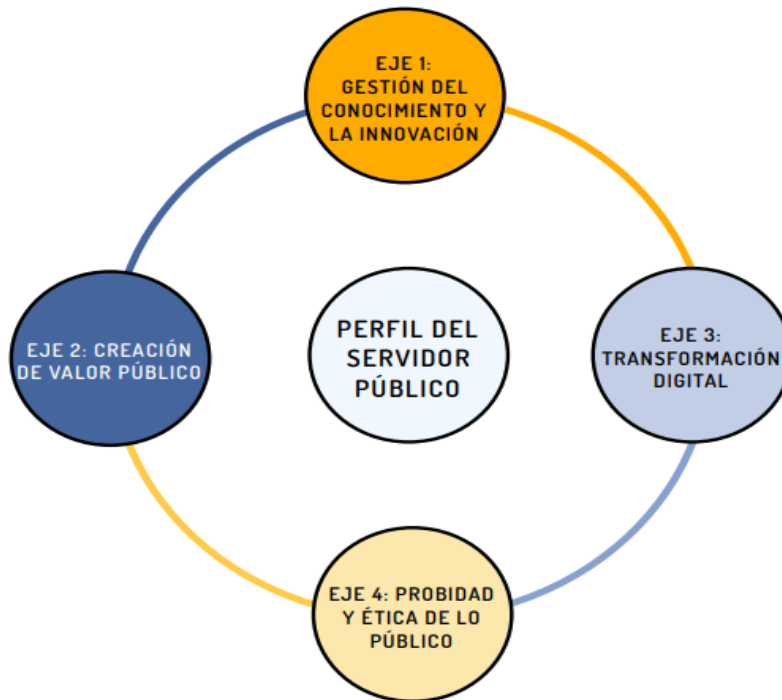 EJE 1:
GESTIÓN DEL
CONOCIMIENTO Y
LA INNOVACIÓN
EJE 2: CREACIÓN
DE VALOR PÚBLICO
PERFIL DEL
SERVIDOR
PÚBLICO
EJE 3:
TRANSFORMACIÓN
DIGITAL
EJE 4: PROBIDAD
Y ÉTICA DE LO
PÚBLICO